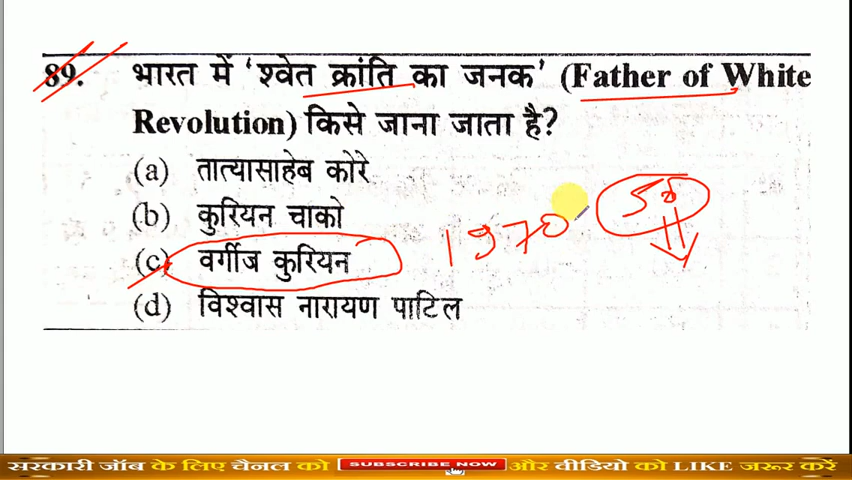 89. भारत में ‘श्वेत क्रांति का जनक’ (Father of White
Revolution) किसे जाना जाता है?
(a) तात्यासाहेब कोरे
(b) कुरियन चाको
(c) वर्गीज कुरियन
(d) विश्वास नारायण पाटिल
1970
सरकारी जॉब के लिए चैनल को SUBSCRIBE NOW और वीडियो को LIKE जरूर करें